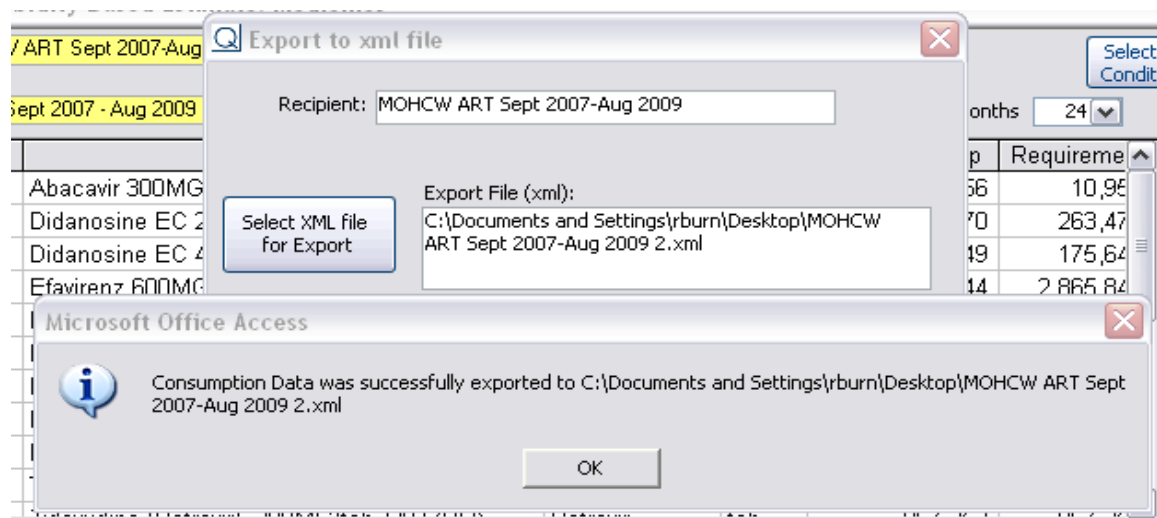 / ART Sept 2007-Aug
Export to xml file
Select
Condit
Sept 2007 - Aug 2009
Recipient: MOHCW ART Sept 2007-Aug 2009
onths 24
p Requireme
Abacavir 300MG
56 10,95
Didanosine EC 2
Select XML file
for Export
Export File (xml):
C:\Documents and Settings\rburn\Desktop\MOHCW
ART Sept 2007-Aug 2009 2.xml
70 263,47
Didanosine EC 4
49 175,64
Efavirenz 600MG
44 2,865,84
Microsoft Office Access
Consumption Data was successfully exported to C:\Documents and Settings\rburn\Desktop\MOHCW ART Sept
2007-Aug 2009 2.xml
OK